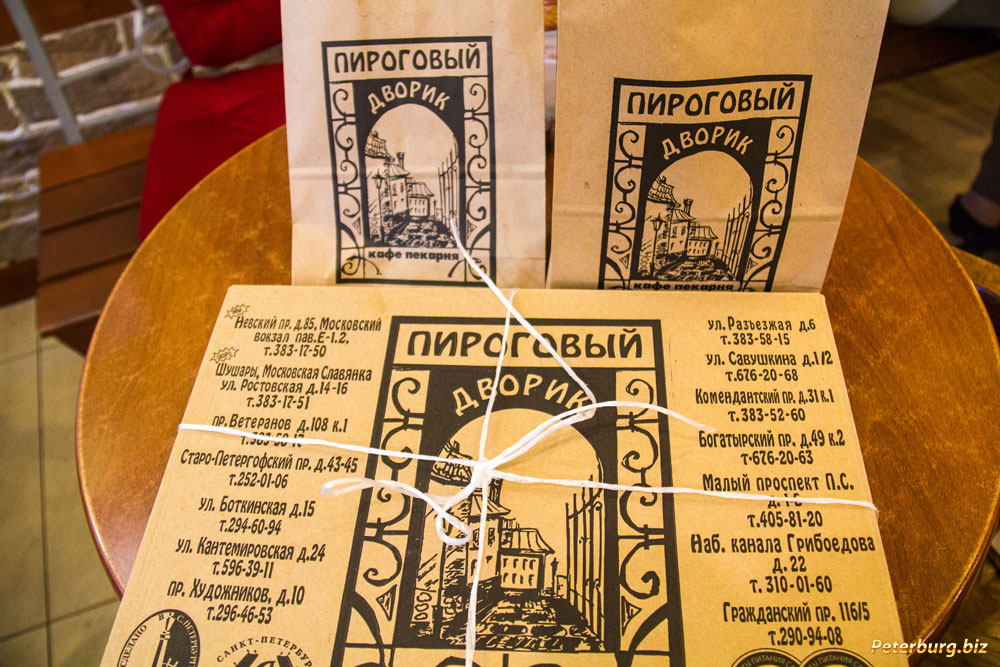 ПИРОГОВЫЙ
ДВОРИК
кафе пекарня
ПИРОГОВЫЙ
ДВОРИК
кафе пекарня
Невский пр. д.85, Московский
вокзал пав.Е-1.2,
т.383-17-50
Шушары, Московская Славянка
ул. Ростовская д.14-16
т.383-17-51
пр. Ветеранов д.108 к.1
Старо-Петергофский пр. д.43-45
т.252-01-06
ул. Боткинская д.15
т.294-60-94
ул. Кантемировская д.24
т.596-39-11
пр. Художников, д.10
т.296-46-53
СДЕЛАНО В С.ПЕТЕРБУРГЕ
САНКТ-ПЕТЕРБУРГ
ПИРОГОВЫЙ
ДВОРИК
ул. Разъезжая д.6
т.383-58-15
ул. Савушкина д.1/2
т.676-20-68
Комендантский пр. д.31 к.1
т.383-52-60
Богатырский пр. д.49 к.2
т-676-20-63
Малый проспект П.С.
т.405-81-20
Наб. канала Грибоедова
д. 22
т. 310-01-60
Гражданский пр. 116/5
т.290-94-08
Peterburg.biz